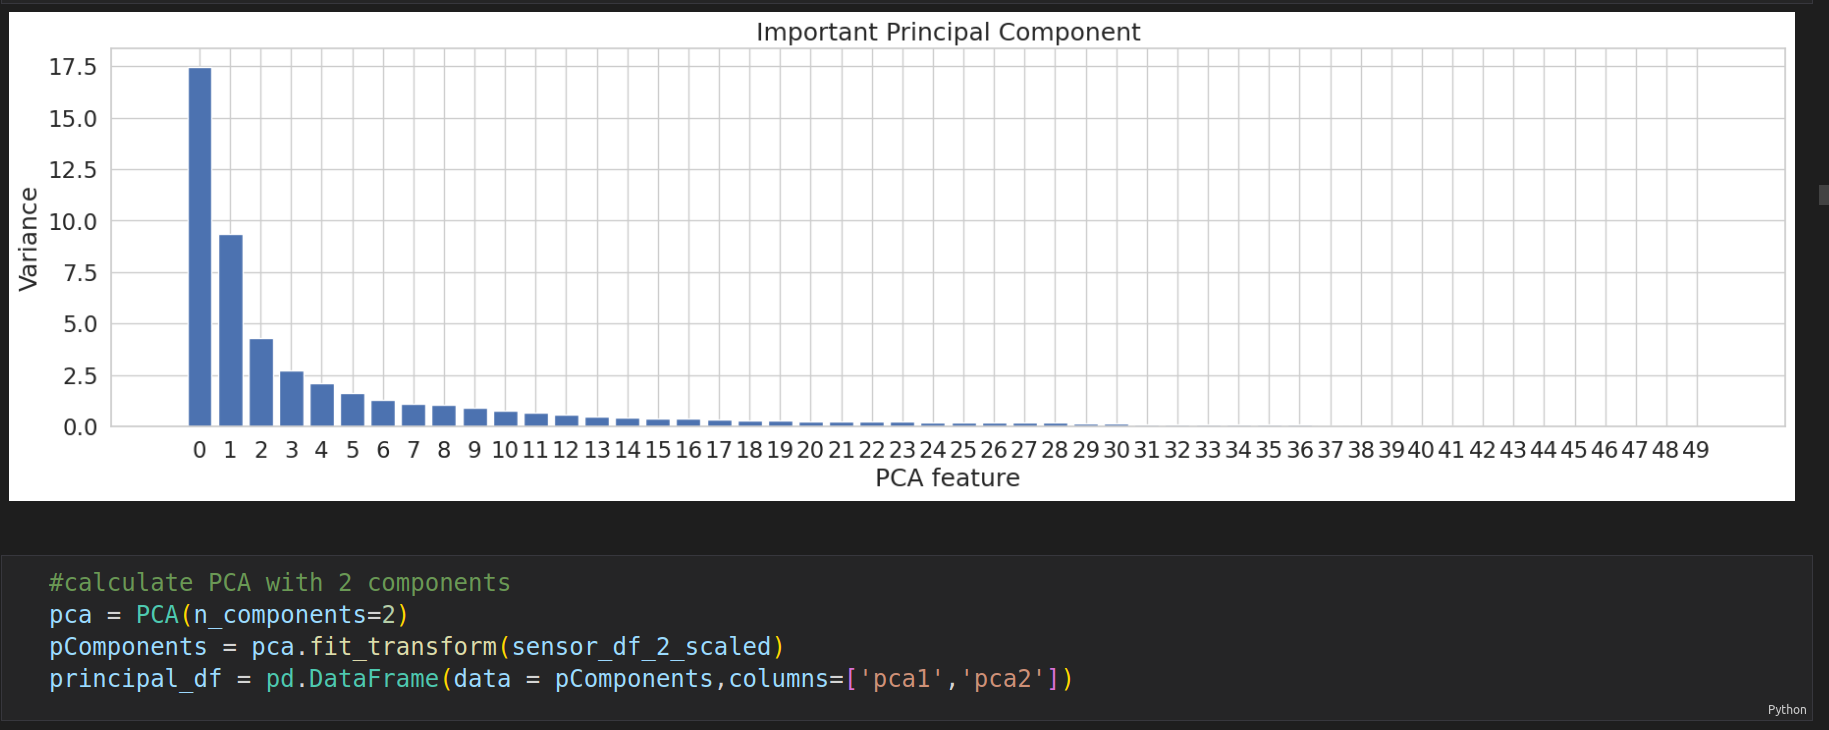 Important Principal Component
17.5
15.0
12.5
10.0
7.5
5.0
2.5
0.0
Variance
0 1 2 3 4 5 6 7 8 9 10 11 12 13 14 15 16 17 18 19 20 21 22 23 24 25 26 27 28 29 30 31 32 33 34 35 36 37 38 39 40 41 42 43 44 45 46 47 48 49
PCA feature
#calculate PCA with 2 components
pca = PCA(n_components=2)
pComponents = pca.fit_transform(sensor_df_2_scaled)
principal_df = pd.DataFrame(data = pComponents,columns=['pca1','pca2'])
Python